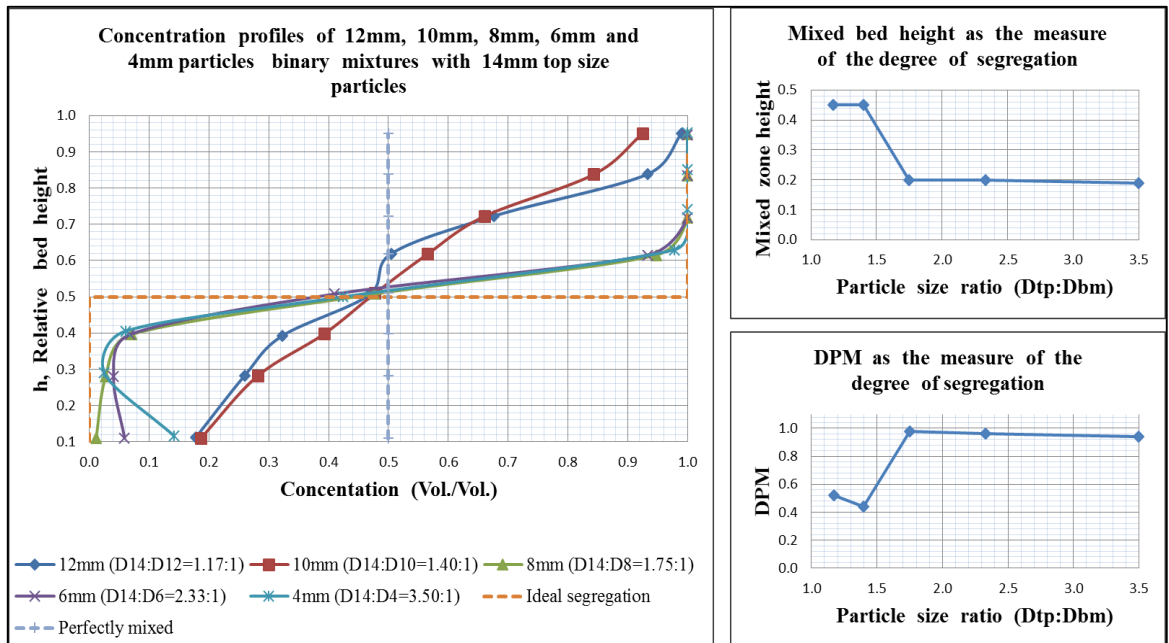 Concentration profiles of 12mm, 10mm, 8mm, 6mm and
4mm particles binary mixtures with 14mm top size
particles
h, Relative bed height
1.0
0.9
0.8
0.7
0.6
0.5
0.4
0.3
0.2
0.1
0.0 0.1 0.2 0.3 0.4 0.5 0.6 0.7 0.8 0.9 1.0
Concentation (Vol./Vol.)
12mm (D14:D12=1.17:1) 10mm (D14:D10=1.40:1) 8mm (D14:D8=1.75:1)
6mm (D14:D6=2.33:1) 4mm (D14:D4=3.50:1) Ideal segregation
Perfectly mixed
Mixed bed height as the measure
of the degree of segregation
Mixed zone height
0.5
0.4
0.3
0.2
0.1
0.0
1.0 1.5 2.0 2.5 3.0 3.5
Particle size ratio (Dtp:Dbm)
DPM as the measure of the
degree of segregation
DPM
1.0
0.8
0.6
0.4
0.2
0.0
1.0 1.5 2.0 2.5 3.0 3.5
Particle size ratio (Dtp:Dbm)